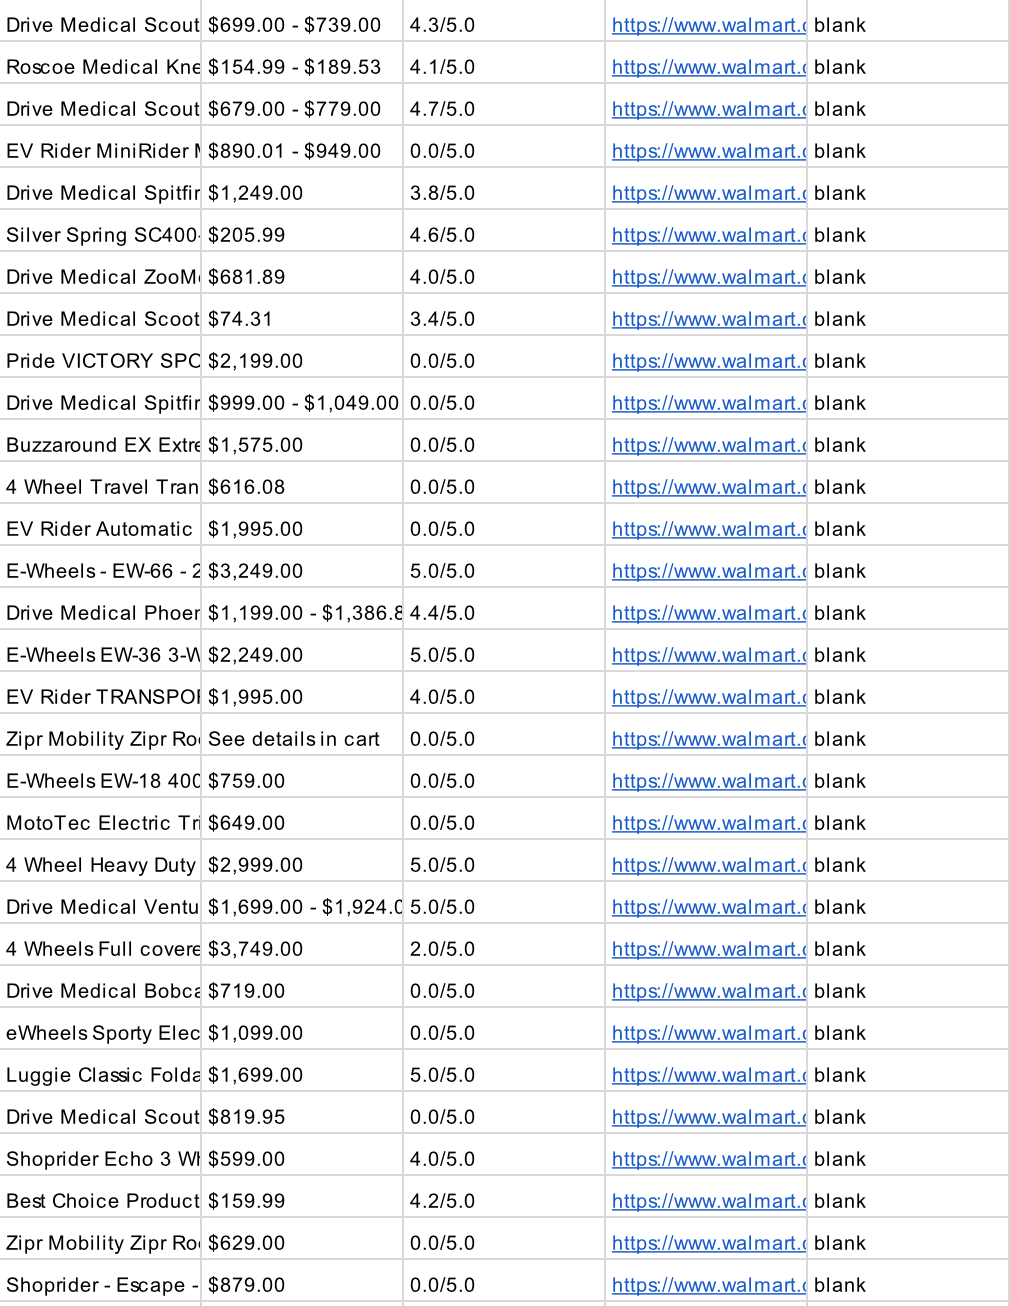 Drive Medical Scout $699.00 - $739.00 4.3/5.0 https://www.walmart.c blank
Roscoe Medical Kne $154.99 - $189.53 4.1/5.0 https://www.walmart.c blank
Drive Medical Scout $679.00 - $779.00 4.7/5.0 https://www.walmart.c blank
EV Rider MiniRider M $890.01 - $949.00 0.0/5.0 https://www.walmart.c blank
Drive Medical Spitfir $1,249.00 3.8/5.0 https://www.walmart.c blank
Silver Spring SC400- $205.99 4.6/5.0 https://www.walmart.c blank
Drive Medical ZooMe $681.89 4.0/5.0 https://www.walmart.c blank
Drive Medical Scoot $74.31 3.4/5.0 https://www.walmart.c blank
Pride VICTORY SPO $2,199.00 0.0/5.0 https://www.walmart.c blank
Drive Medical Spitfir $999.00 - $1,049.00 0.0/5.0 https://www.walmart.c blank
Buzzaround EX Extre $1,575.00 0.0/5.0 https://www.walmart.c blank
4 Wheel Travel Tran $616.08 0.0/5.0 https://www.walmart.c blank
EV Rider Automatic $1,995.00 0.0/5.0 https://www.walmart.c blank
E-Wheels - EW-66 - 2 $3,249.00 5.0/5.0 https://www.walmart.c blank
Drive Medical Phoen $1,199.00 - $1,386.8 4.4/5.0 https://www.walmart.c blank
E-Wheels EW-36 3-W $2,249.00 5.0/5.0 https://www.walmart.c blank
EV Rider TRANSPOR $1,995.00 4.0/5.0 https://www.walmart.c blank
Zipr Mobility Zipr Roo See details in cart 0.0/5.0 https://www.walmart.c blank
E-Wheels EW-18 400 $759.00 0.0/5.0 https://www.walmart.c blank
MotoTec Electric Tri $649.00 0.0/5.0 https://www.walmart.c blank
4 Wheel Heavy Duty $2,999.00 5.0/5.0 https://www.walmart.c blank
Drive Medical Ventu $1,699.00 - $1,924.0 5.0/5.0 https://www.walmart.c blank
4 Wheels Full covere $3,749.00 2.0/5.0 https://www.walmart.c blank
Drive Medical Bobca $719.00 0.0/5.0 https://www.walmart.c blank
eWheels Sporty Elec $1,099.00 0.0/5.0 https://www.walmart.c blank
Luggie Classic Folda $1,699.00 5.0/5.0 https://www.walmart.c blank
Drive Medical Scout $819.95 0.0/5.0 https://www.walmart.c blank
Shoprider Echo 3 Wh $599.00 4.0/5.0 https://www.walmart.c blank
Best Choice Product $159.99 4.2/5.0 https://www.walmart.c blank
Zipr Mobility Zipr Roo $629.00 0.0/5.0 https://www.walmart.c blank
Shoprider - Escape - $879.00 0.0/5.0 https://www.walmart.c blank